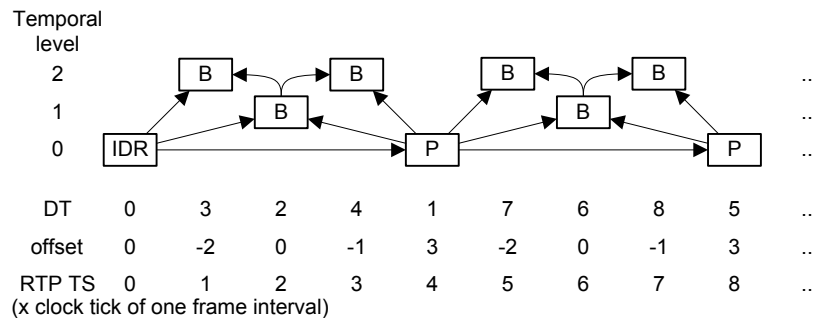 Temporal
level
2 B B B B ..
1 B B ..
0 IDR P P ..
DT 0 3 2 4 1 7 6 8 5 ..
offset 0 -2 0 -1 3 -2 0 -1 3 ..
RTP TS 0 1 2 3 4 5 6 7 8 ..
(x clock tick of one frame interval)